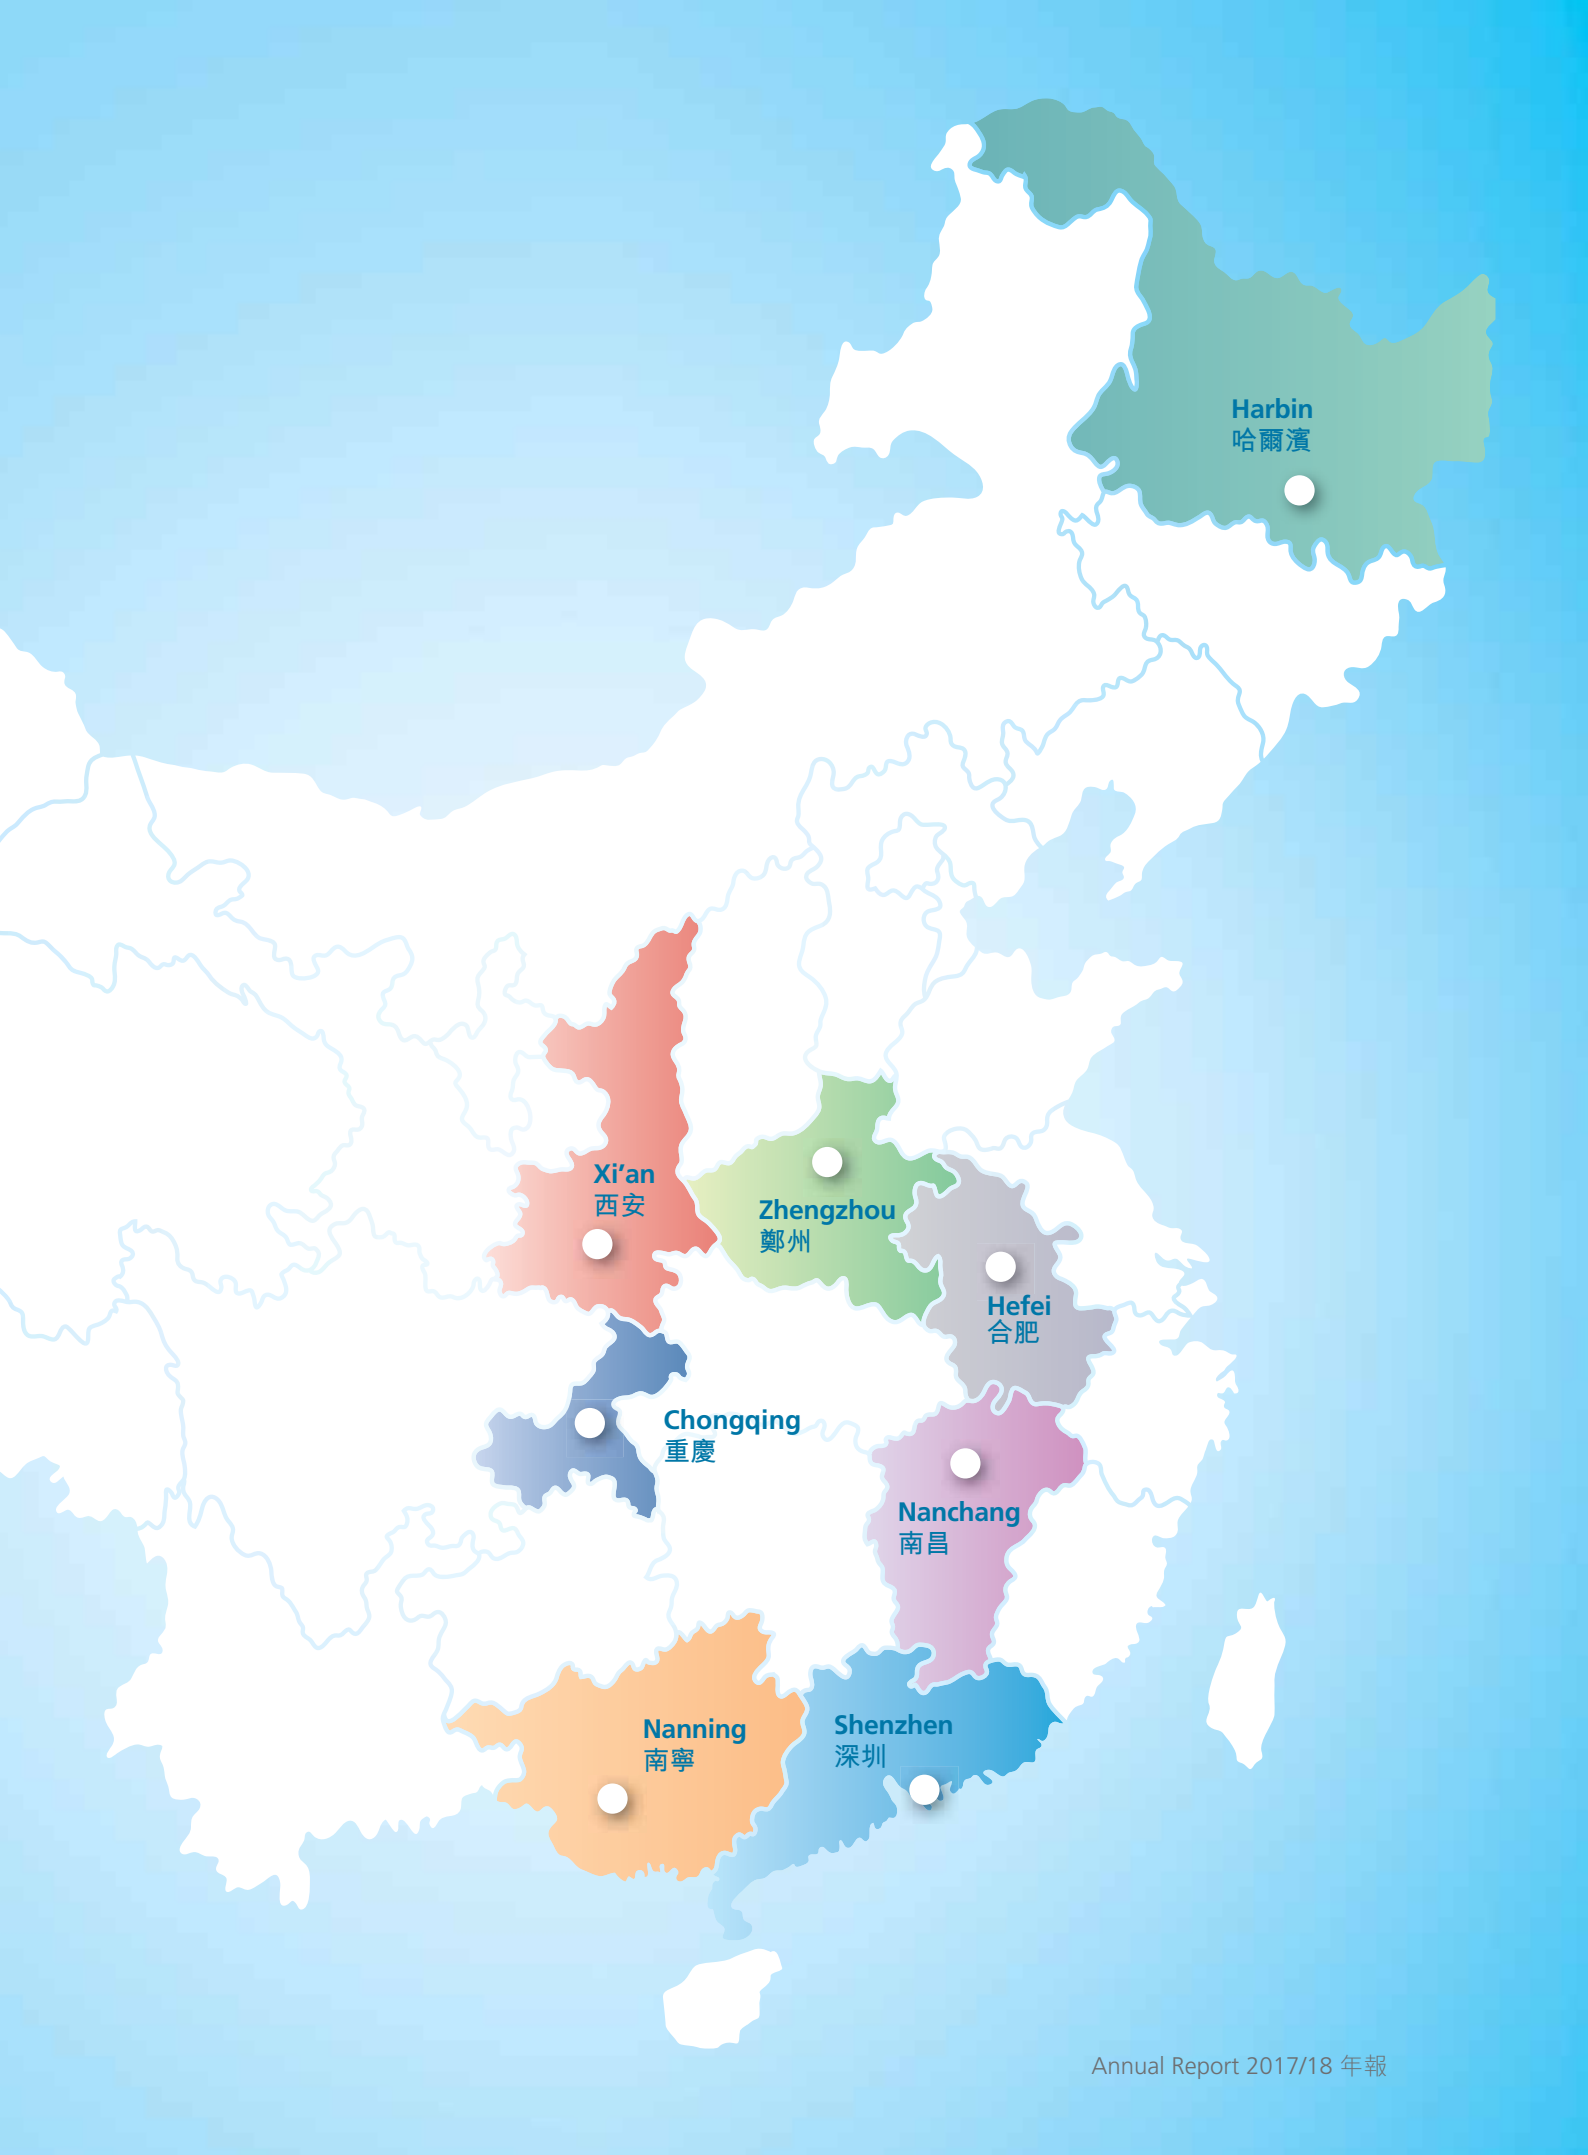 Harbin
哈爾濱
Xi’an
西安
Zhengzhou
鄭州
Hefei
合肥
Chongqing
重慶
Nanchang
南昌
Nanning
南寧
Shenzhen
深圳
Annual Report 2017/18 年報